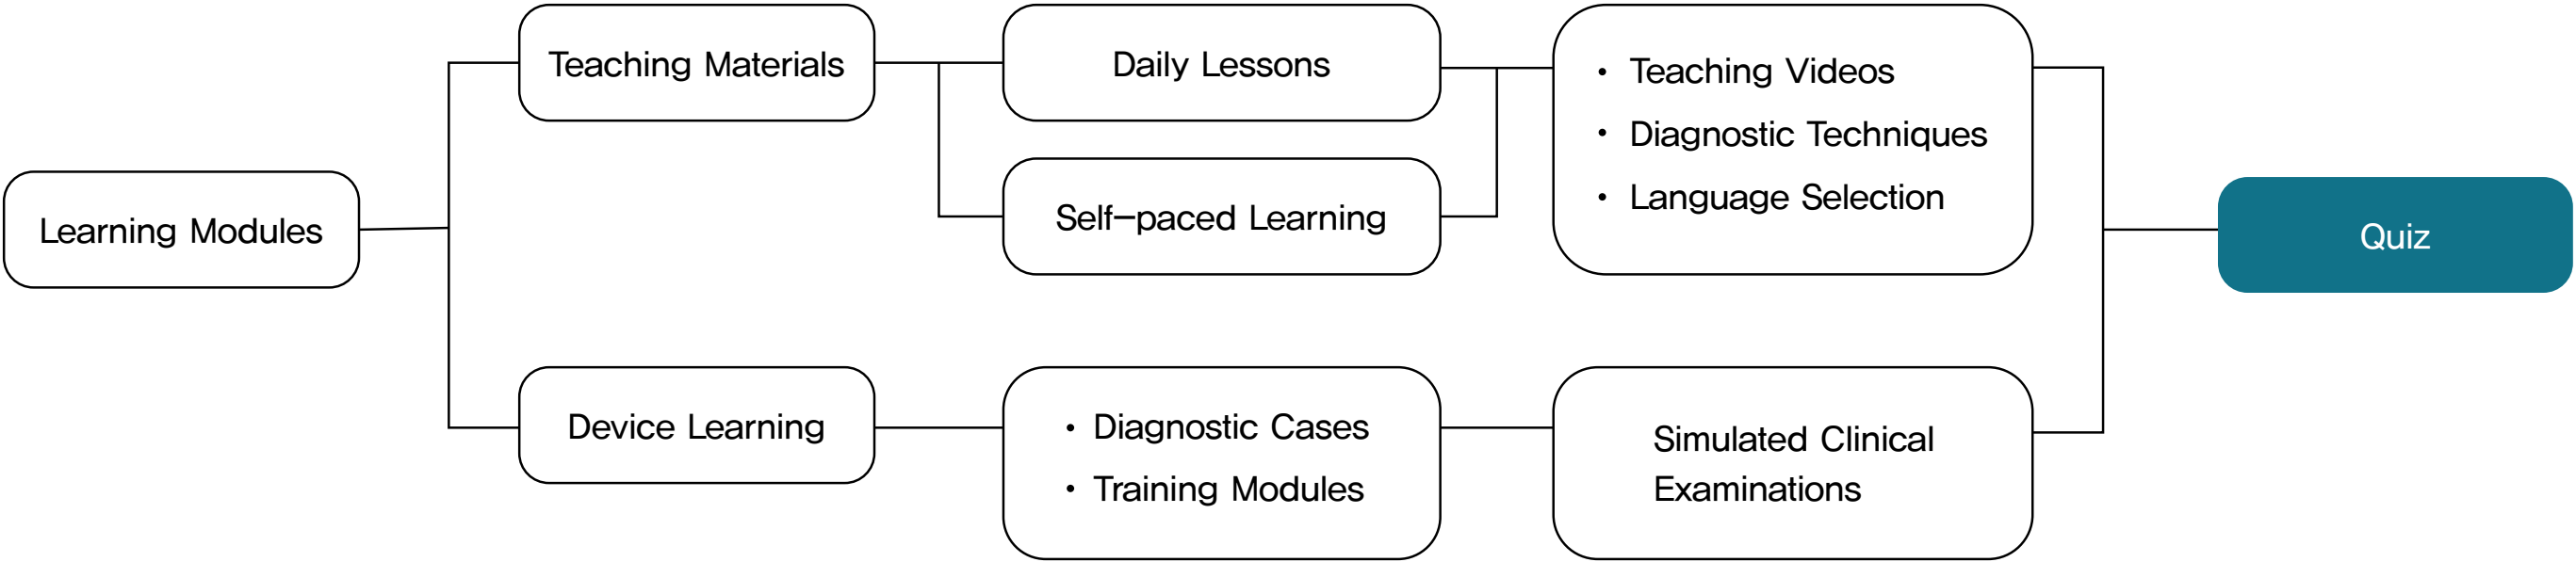 Learning Modules
Teaching Materials
Daily Lessons
Self-paced Learning
• Teaching Videos
• Diagnostic Techniques
• Language Selection
Device Learning
• Diagnostic Cases
• Training Modules
Simulated Clinical
Examinations
Quiz